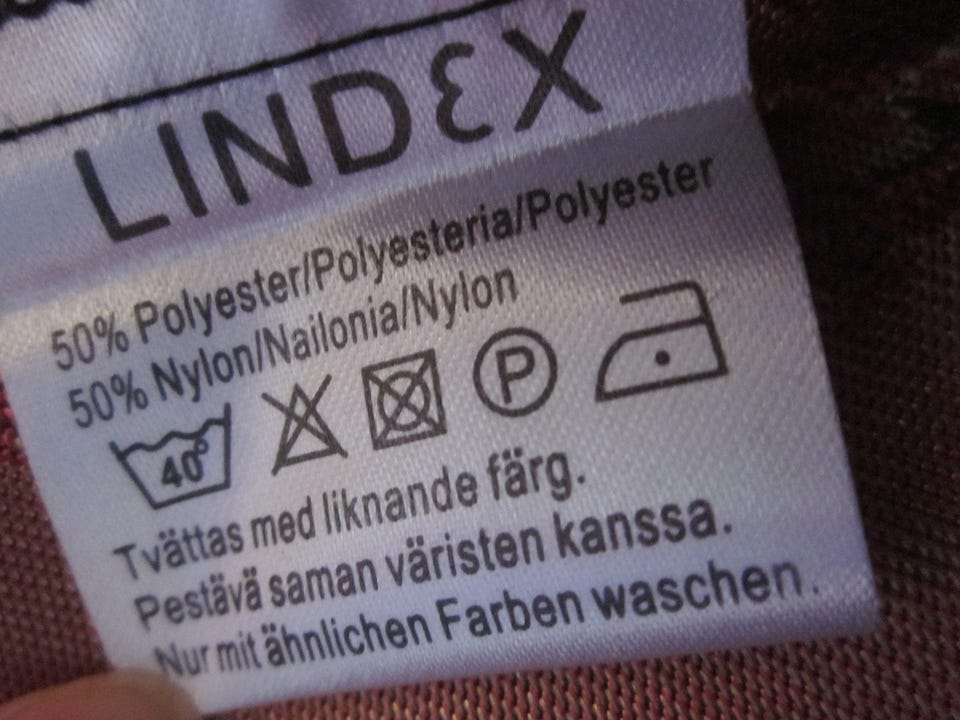 LINDEX
50% Polyester/Polyesteria/Polyester
50% Nylon/Nailonia/Nylon
40° P
Tvättas med liknande färg.
Pestävä saman väristen kanssa.
Nur mit ähnlichen Farben waschen.